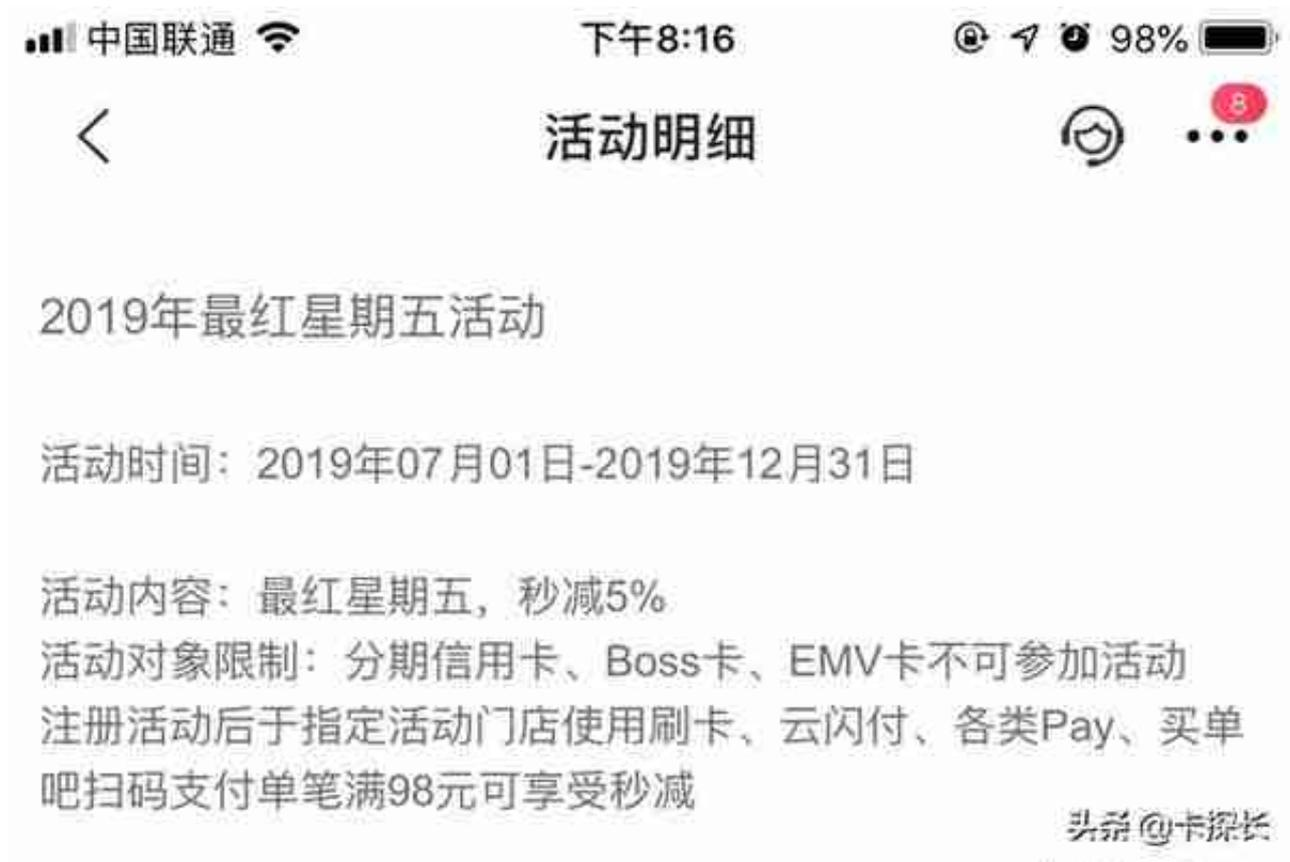 中国联通 下午8:16 98%
活动明细 8
2019年最红星期五活动
活动时间：2019年07月01日-2019年12月31日
活动内容：最红星期五，秒减5%
活动对象限制：分期信用卡、Boss卡、EMV卡不可参加活动
注册活动后于指定活动门店使用刷卡、云闪付、各类Pay、买单
吧扫码支付单笔满98元可享受秒减
头条@卡探长